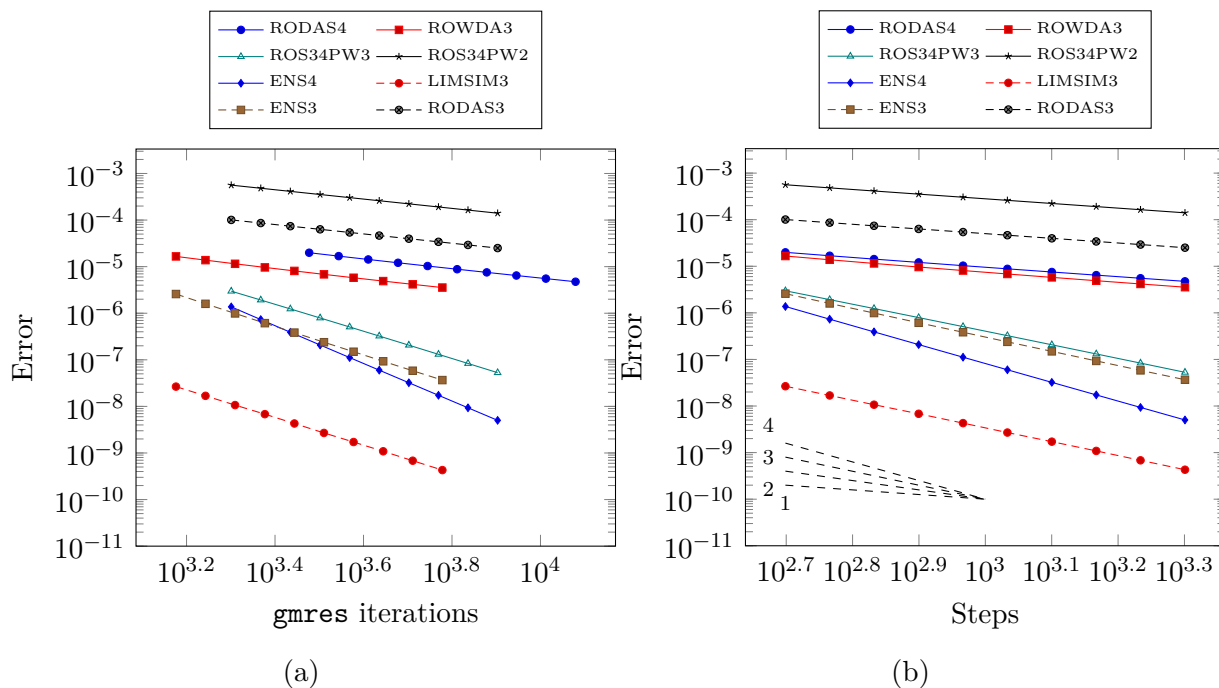 RODAS4 ROWDA3
ROS34PW3 ROS34PW2
ENS4 LIMSIM3
ENS3 RODAS3
10^−3
10^−4
10^−5
10^−6
10^−7
10^−8
10^−9
10^−10
10^−11
Error
10^3.2 10^3.4 10^3.6 10^3.8 10^4
gmres iterations
(a)
RODAS4 ROWDA3
ROS34PW3 ROS34PW2
ENS4 LIMSIM3
ENS3 RODAS3
10^−3
10^−4
10^−5
10^−6
10^−7
10^−8
10^−9
10^−10
10^−11
Error
4
3
2
1
10^2.7 10^2.8 10^2.9 10^3 10^3.1 10^3.2 10^3.3
Steps
(b)